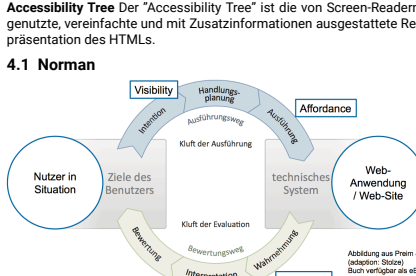 Accessibility Tree Der "Accessibility Tree" ist die von Screen-Readern
genutzte, vereinfachte und mit Zusatzinformationen ausgestattete Re
präsentation des HTMLs.
4.1 Norman
Visibility
Handlungs-
planung
Affordance
Intention
Ausführung
Ausführungsweg
Kluft der Ausführung
Nutzer in
Situation
Ziele des
Benutzers
technisches
System
Web-
Anwendung
/ Web-Site
Kluft der Evaluation
Bewertung
Wahrnehmung
Bewertungsweg
Interpretation
Abbildung aus Preim
(adaption: Stolze)
Buch verfügbar als e